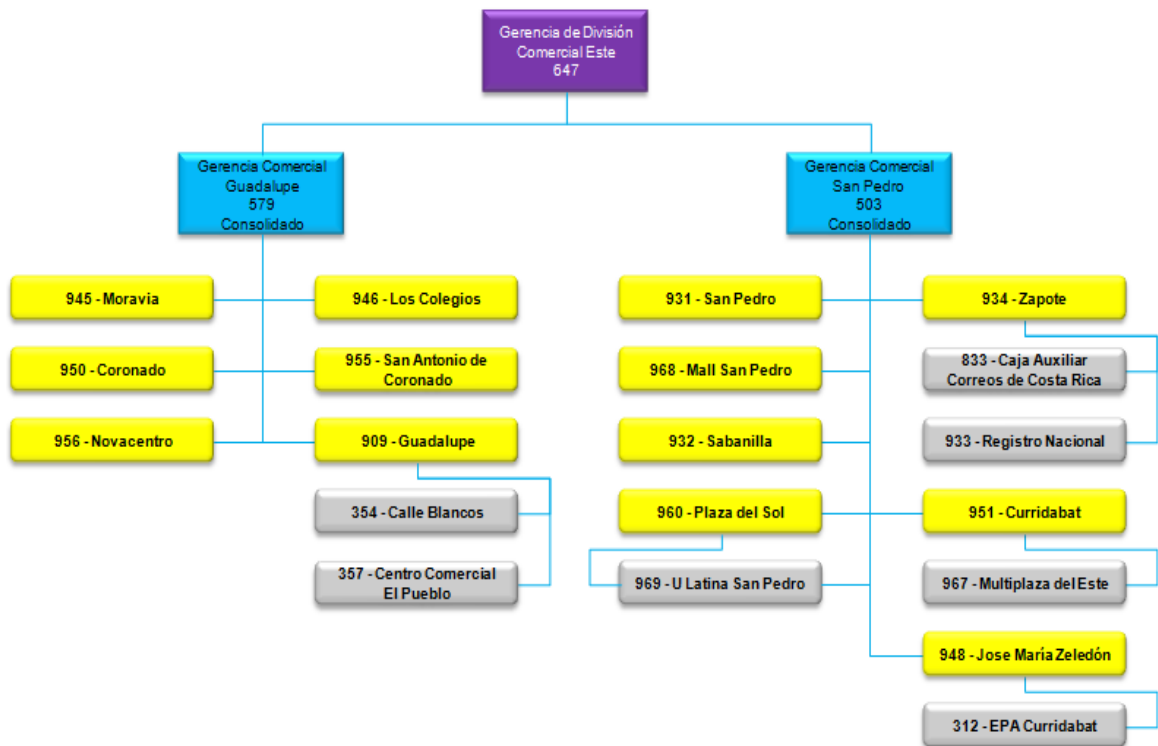 Gerencia de División
Comercial Este
647
Gerencia Comercial
Guadalupe
579
Consolidado
Gerencia Comercial
San Pedro
503
Consolidado
945 - Moravia
946 - Los Colegios
931 - San Pedro
934 - Zapote
950 - Coronado
955 - San Antonio de
Coronado
968 - Mall San Pedro
833 - Caja Auxiliar
Correos de Costa Rica
956 - Novacentro
909 - Guadalupe
932 - Sabanilla
933 - Registro Nacional
354 - Calle Blancos
960 - Plaza del Sol
951 - Curridabat
357 - Centro Comercial
El Pueblo
969 - U Latina San Pedro
967 - Multiplaza del Este
948 - Jose María Zeledón
312 - EPA Curridabat